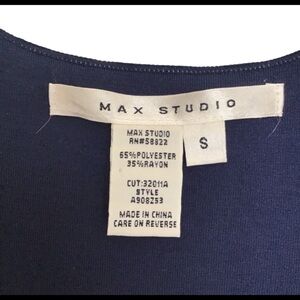 MAX STUDIO
S
MAX STUDIO
RN#58822
65%POLYESTER
35%RAYON
CUT:32011A
STYLE
A908253
MADE IN CHINA
CARE ON REVERSE